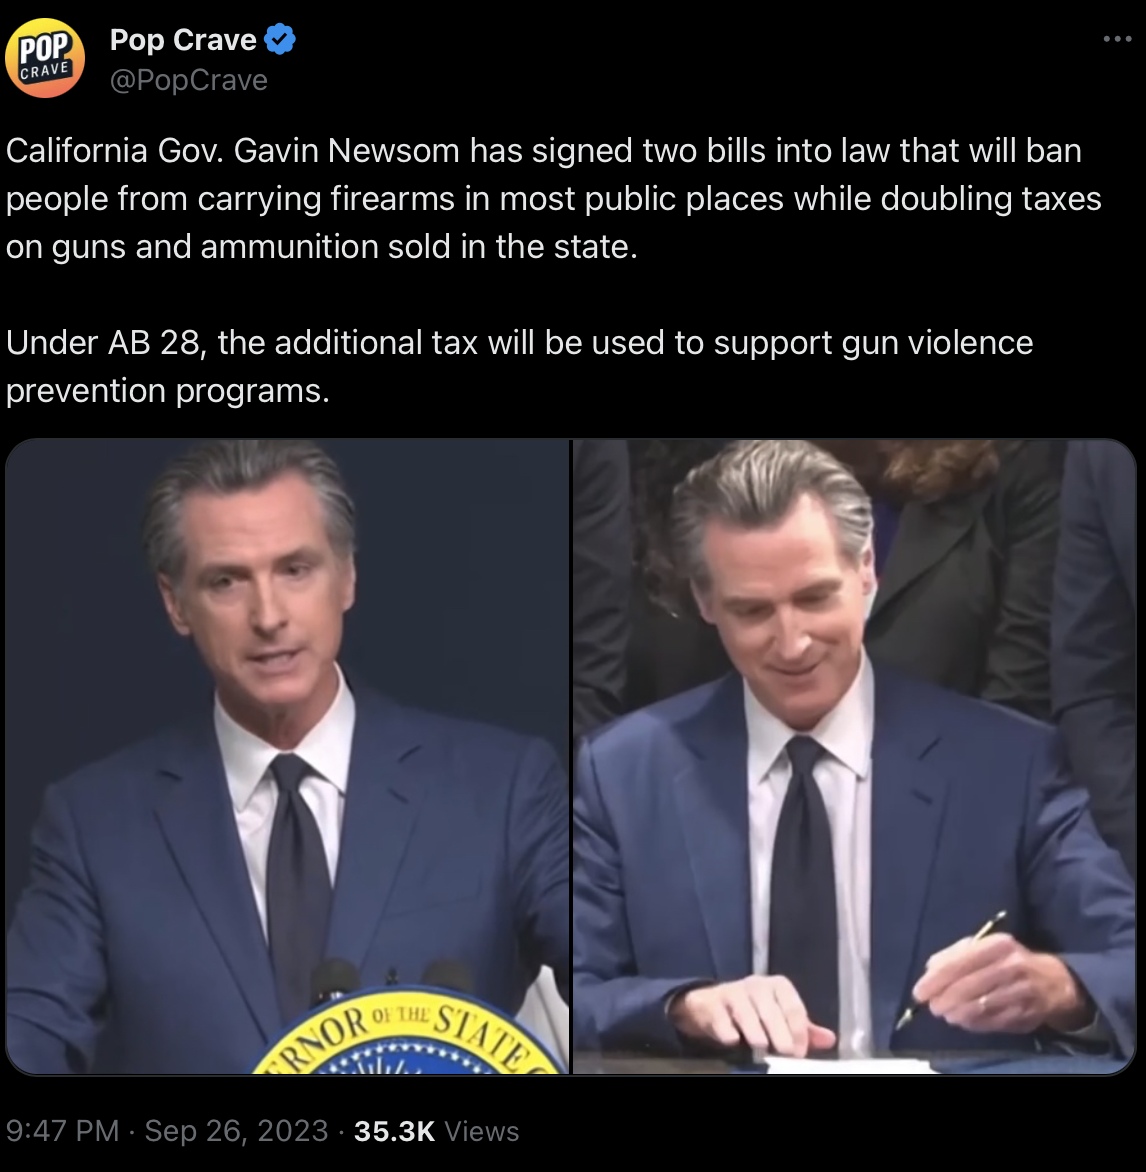 POP
CRAVE
Pop Crave
@PopCrave
California Gov. Gavin Newsom has signed two bills into law that will ban
people from carrying firearms in most public places while doubling taxes
on guns and ammunition sold in the state.
Under AB 28, the additional tax will be used to support gun violence
prevention programs.
ERNOR OF THE STATE
9:47 PM · Sep 26, 2023 · 35.3K Views